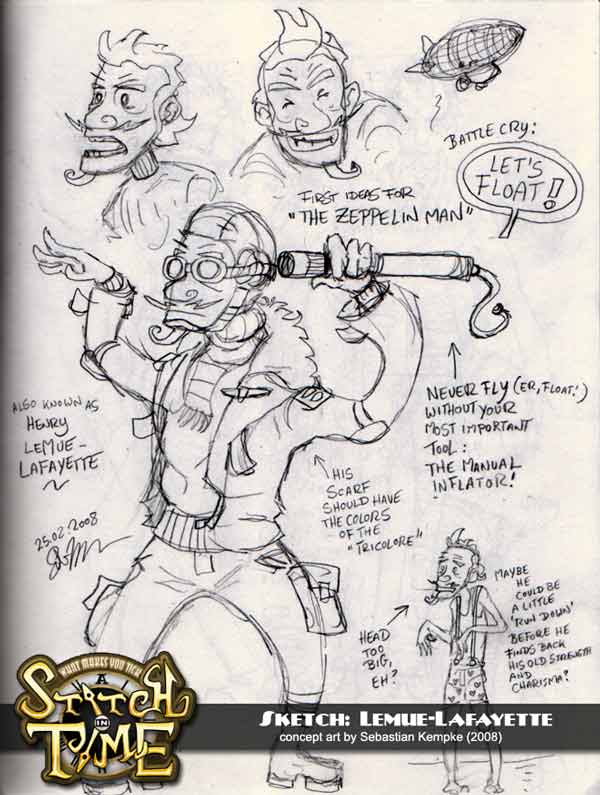 BATTLE CRY:
LET'S
FLOAT!!
FIRST IDEAS FOR
"THE ZEPPELIN MAN"
ALSO KNOWN AS
HENRY
LEMUE-
LAFAYETTE
25.02.2008
NEVER FLY (ER, FLOAT!)
WITHOUT YOUR
MOST IMPORTANT
TOOL:
THE MANUAL
INFLATOR!
HIS
SCARF
SHOULD HAVE
THE COLORS
OF THE
"TRICOLORE"
HEAD
TOO
BIG,
EH?
MAYBE
HE
COULD BE
A LITTLE
'RUN DOWN'
BEFORE HE
FINDS BACK
HIS OLD STRENGTH
AND
CHARISMA?
WHAT MAKES YOU TICK
A
STITCH
IN
TIME
SKETCH: LEMUE-LAFAYETTE
concept art by Sebastian Kempke (2008)